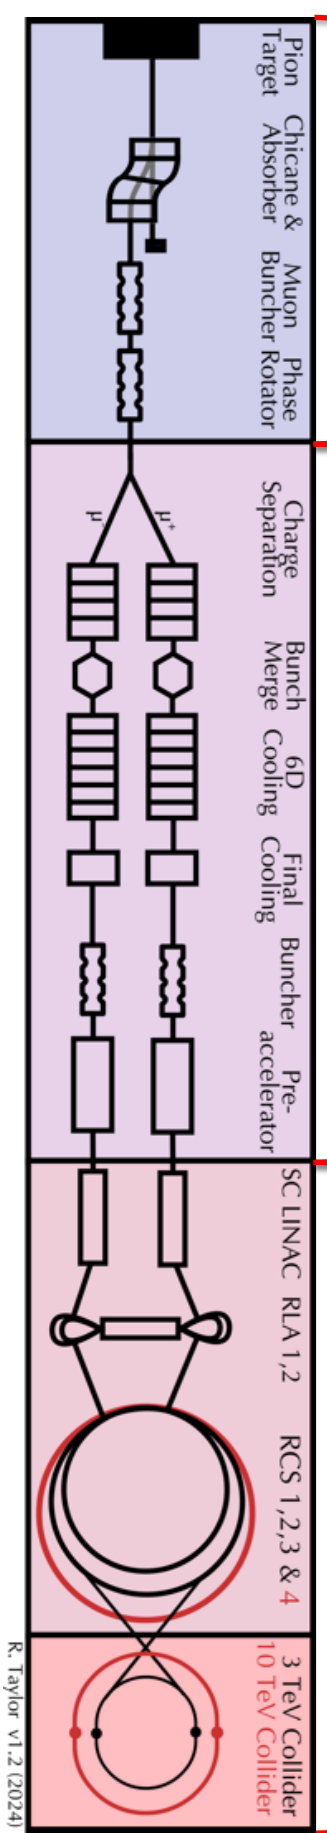 Pion
Target
Chicane &
Absorber
Muon
Buncher
Phase
Rotator
μ+
μ-
Charge
Separation
Bunch
Merge
6D
Cooling
Final
Cooling
Buncher
Pre-
accelerator
SC LINAC
RLA 1,2
RCS 1,2,3 & 4
3 TeV Collider
10 TeV Collider
R. Taylor v1.2 (2024)